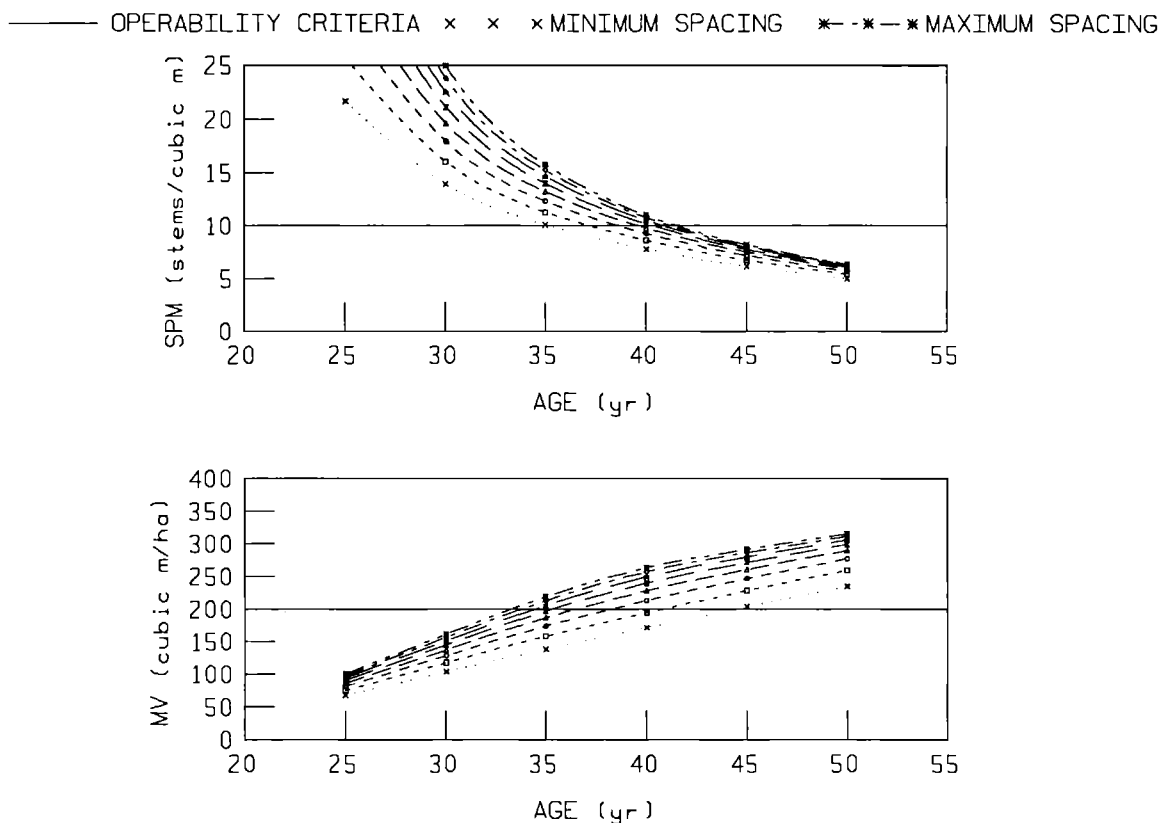 OPERABILITY CRITERIA × × × MINIMUM SPACING MAXIMUM SPACING
SPM (stems/cubic m)
25
20
15
10
5
0
20 25 30 35 40 45 50 55
AGE (yr)
MV (cubic m/ha)
400
350
300
250
200
150
100
50
0
20 25 30 35 40 45 50 55
AGE (yr)